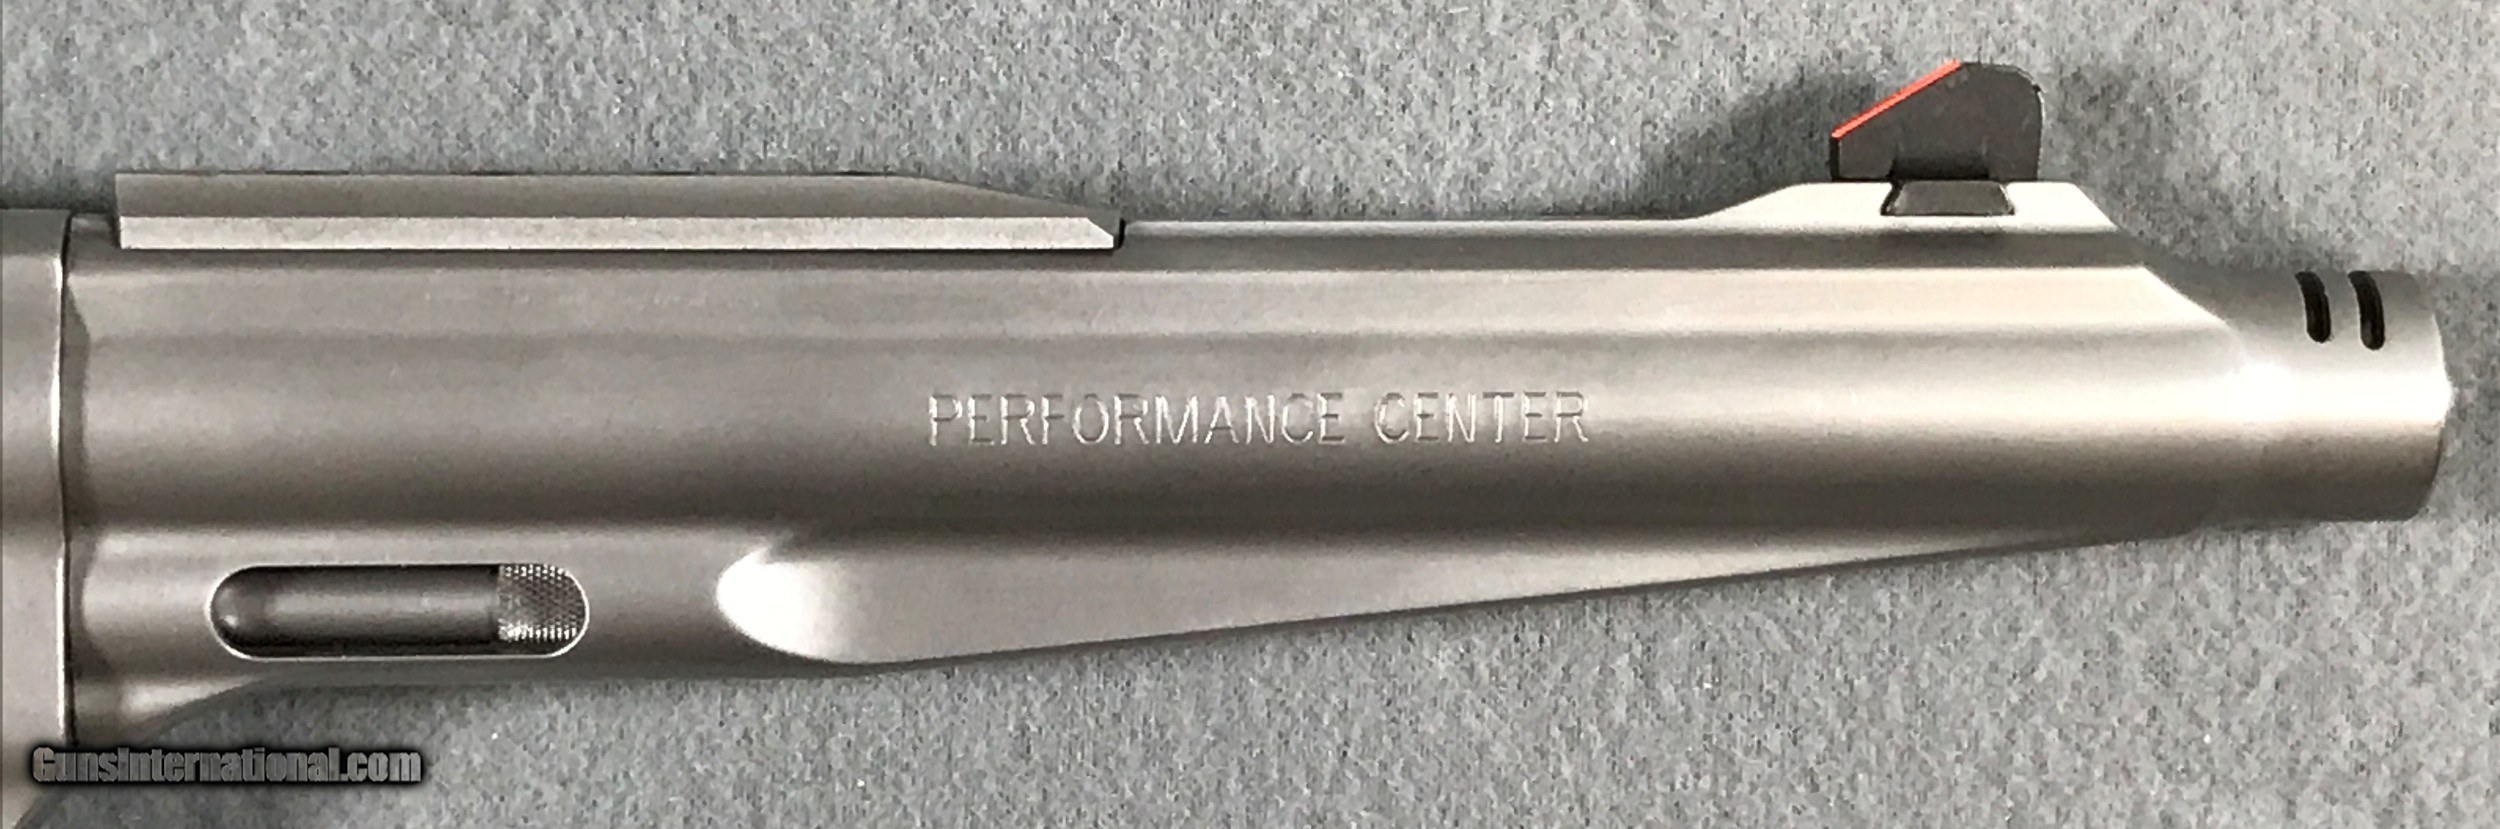 PERFORMANCE CENTER
GunsInternational.com